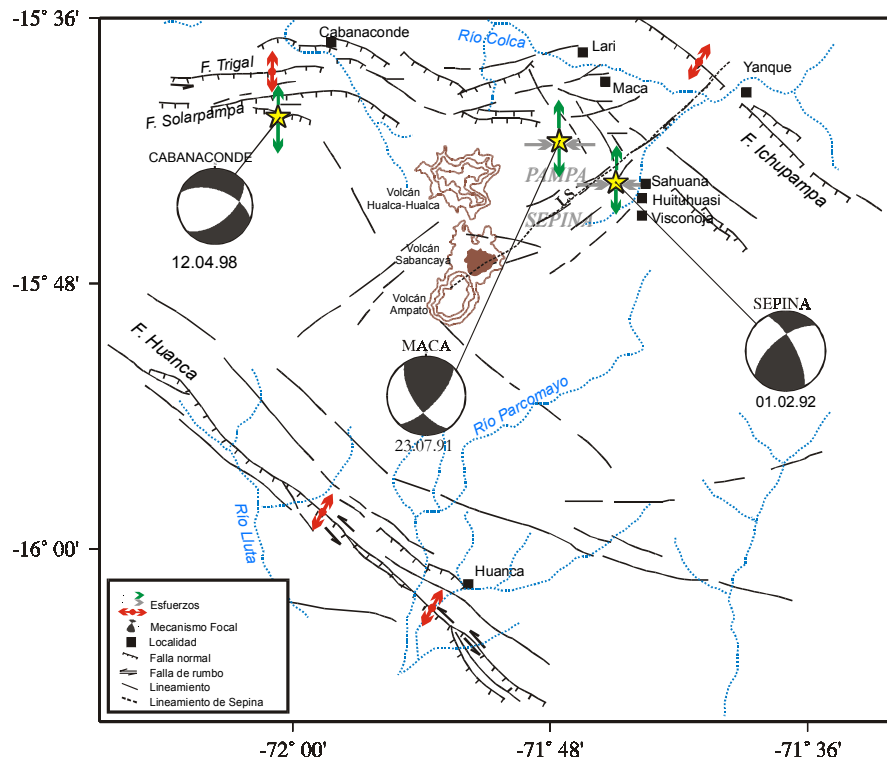 -15° 36'
Cabanaconde
Río Colca
Lari
F. Trigal
Yanque
Maca
F. Solarpampa
F. Ichupampa
CABANACONDE
PAMPA
Sahuana
LS.
Volcán
Hualca-Hualca
Huituhuasi
SEPINA
Visconoja
Volcán
Sabancaya
12.04.98
-15° 48'
Volcán
Ampato
SEPINA
F. Huanca
MACA
01.02.92
Río Parcomayo
23.07.91
Río Lluta
-16° 00'
Huanca
Esfuerzos
Mecanismo Focal
Localidad
Falla normal
Falla de rumbo
Lineamiento
Lineamiento de Sepina
-72° 00'
-71° 48'
-71° 36'